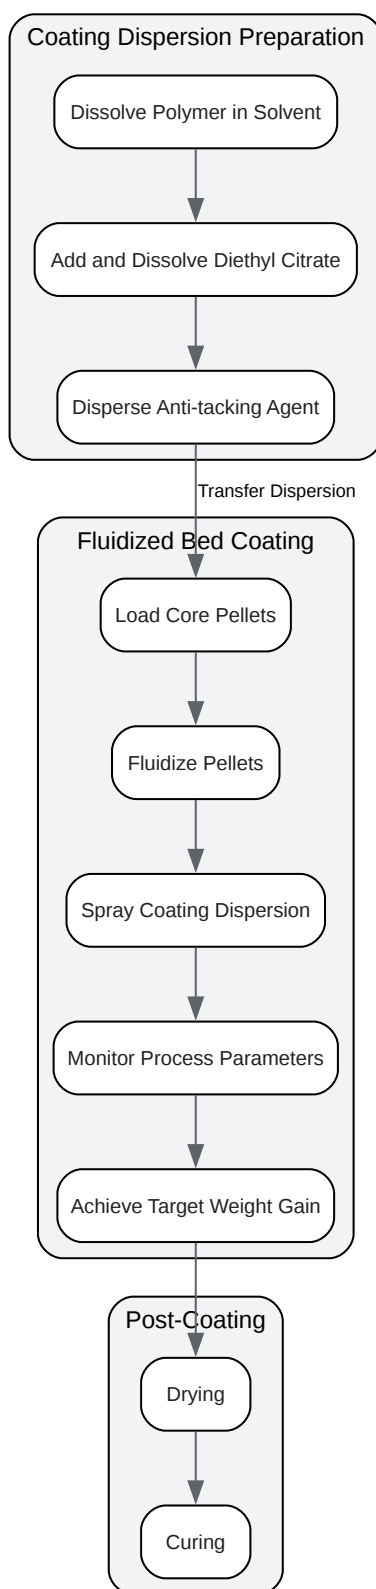 Coating Dispersion Preparation
Dissolve Polymer in Solvent
Add and Dissolve Diethyl Citrate
Disperse Anti-tacking Agent
Transfer Dispersion
Fluidized Bed Coating
Load Core Pellets
Fluidize Pellets
Spray Coating Dispersion
Monitor Process Parameters
Achieve Target Weight Gain
Post-Coating
Drying
Curing